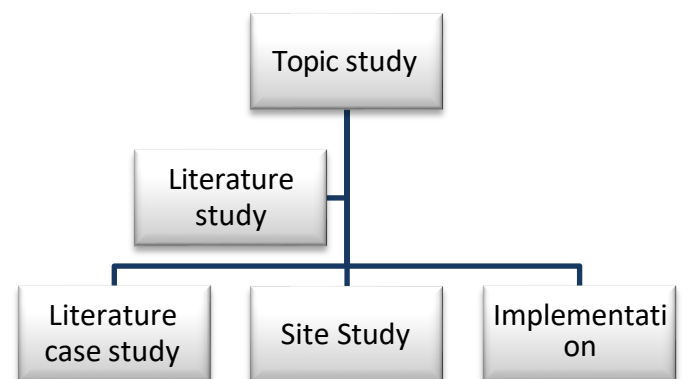 Topic study
Literature
study
Literature
case study
Site Study
Implementati
on